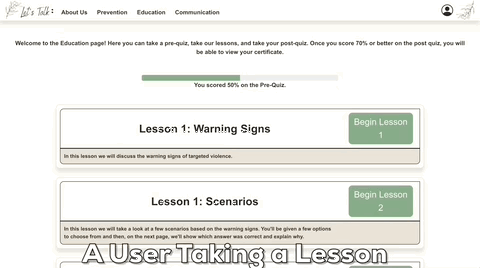 Let's Talk:
About Us
Prevention
Education
Communication
Welcome to the Education page! Here you can take a pre-quiz, take our lessons, and take your post-quiz. Once you score 70% or better on the post quiz, you will
be able to view your certificate.
You scored 50% on the Pre-Quiz.
Lesson 1: Warning Signs
Begin Lesson
1
In this lesson we will discuss the warning signs of targeted violence.
Lesson 1: Scenarios
Begin Lesson
2
In this lesson we will take a look at a few scenarios based on the warning signs. You'll be given a few options
to choose from and then, on the next page, we'll show which answer was correct and explain why.
A User Taking a Lesson